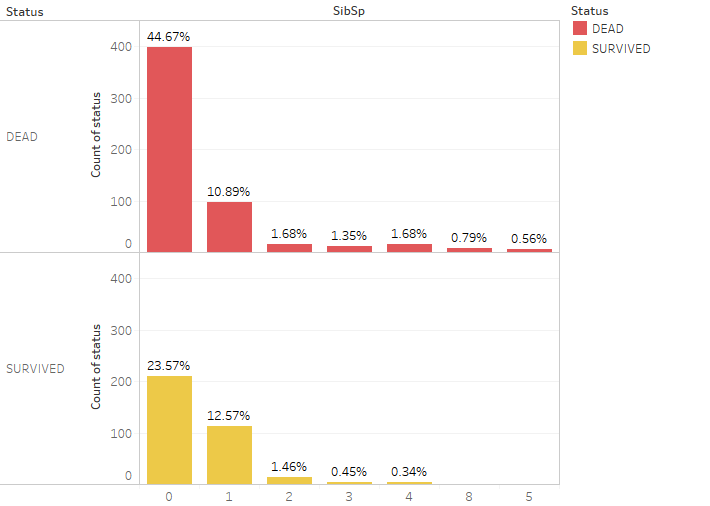 Status
SibSp
Status
DEAD
SURVIVED
44.67%
400
300
DEAD
Count of status
200
10.89%
100
1.68%
1.35%
1.68%
0.79%
0.56%
0
400
300
SURVIVED
Count of status
23.57%
200
12.57%
100
1.46%
0.45%
0.34%
0
0 1 2 3 4 8 5